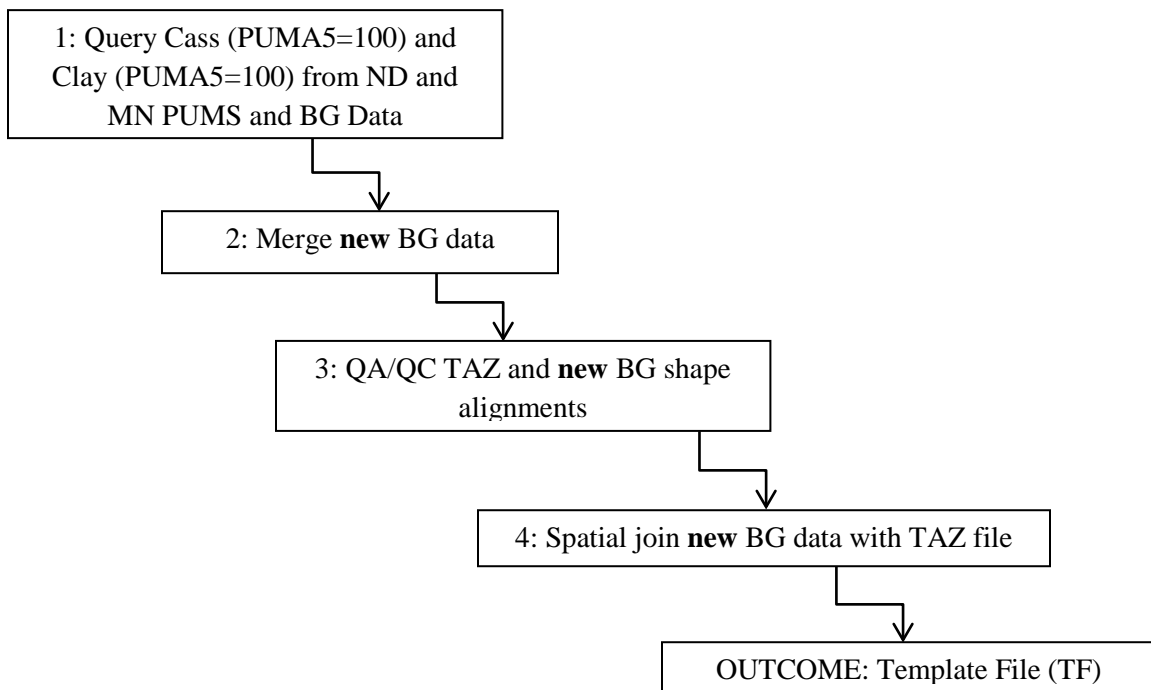 1: Query Cass (PUMA5=100) and
Clay (PUMA5=100) from ND and
MN PUMS and BG Data
2: Merge new BG data
3: QA/QC TAZ and new BG shape
alignments
4: Spatial join new BG data with TAZ file
OUTCOME: Template File (TF)